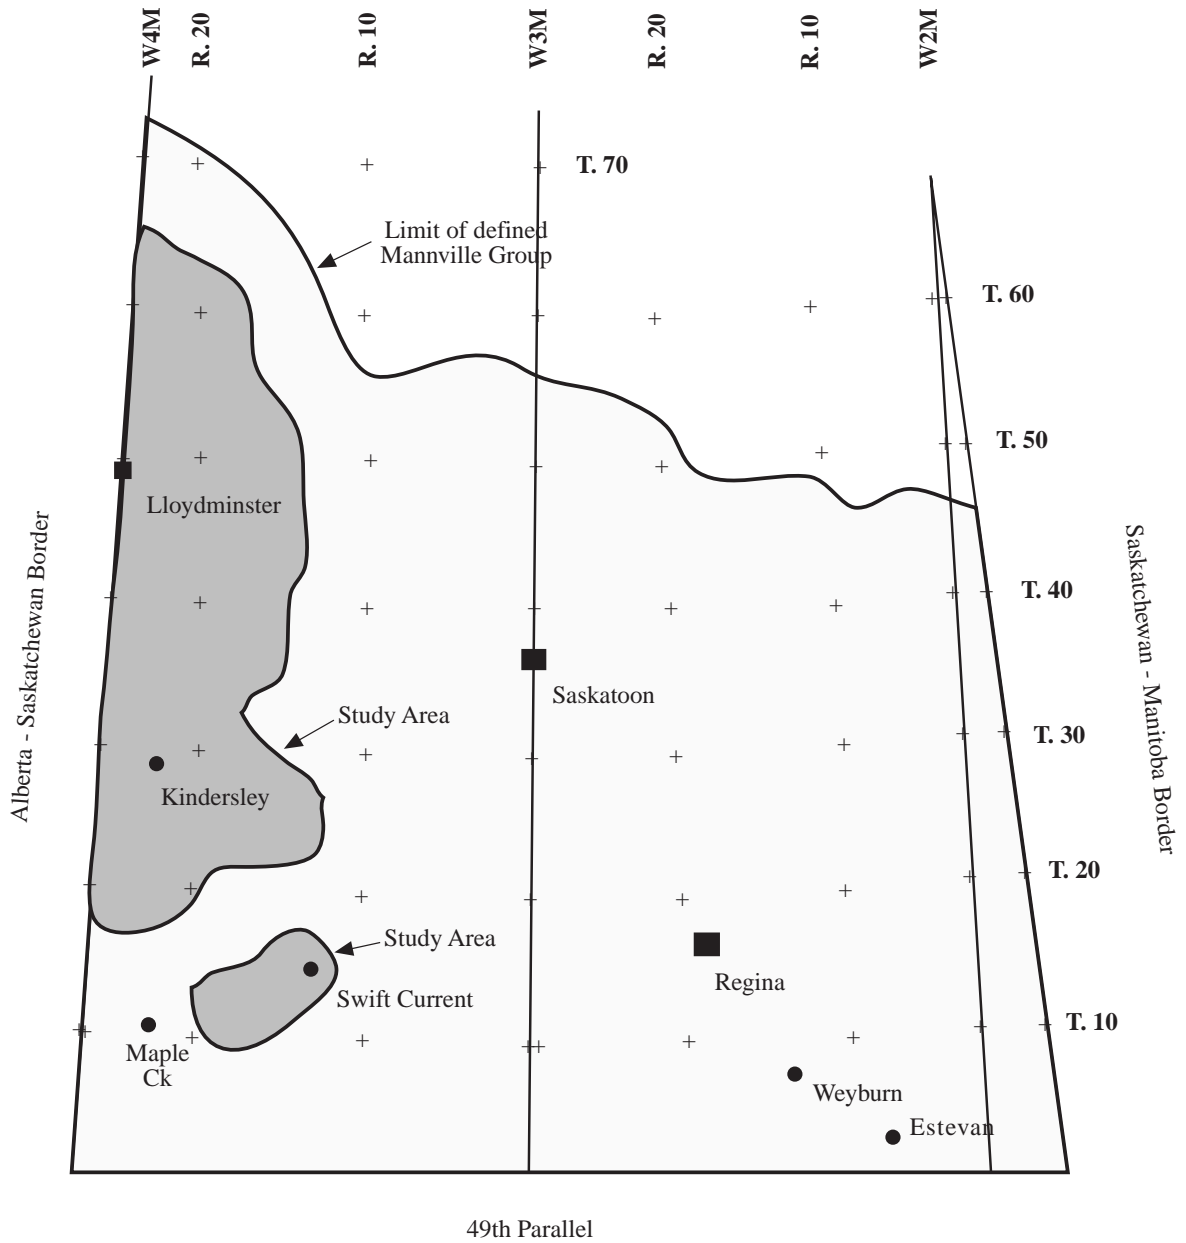 W4M
R. 20
R. 10
W3M
R. 20
R. 10
W2M
T. 70
Limit of defined
Mannville Group
T. 60
T. 50
Lloydminster
Alberta - Saskatchewan Border
Saskatchewan - Manitoba Border
T. 40
Saskatoon
Study Area
T. 30
Kindersley
T. 20
Study Area
Regina
Swift Current
T. 10
Maple
Ck
Weyburn
Estevan
49th Parallel